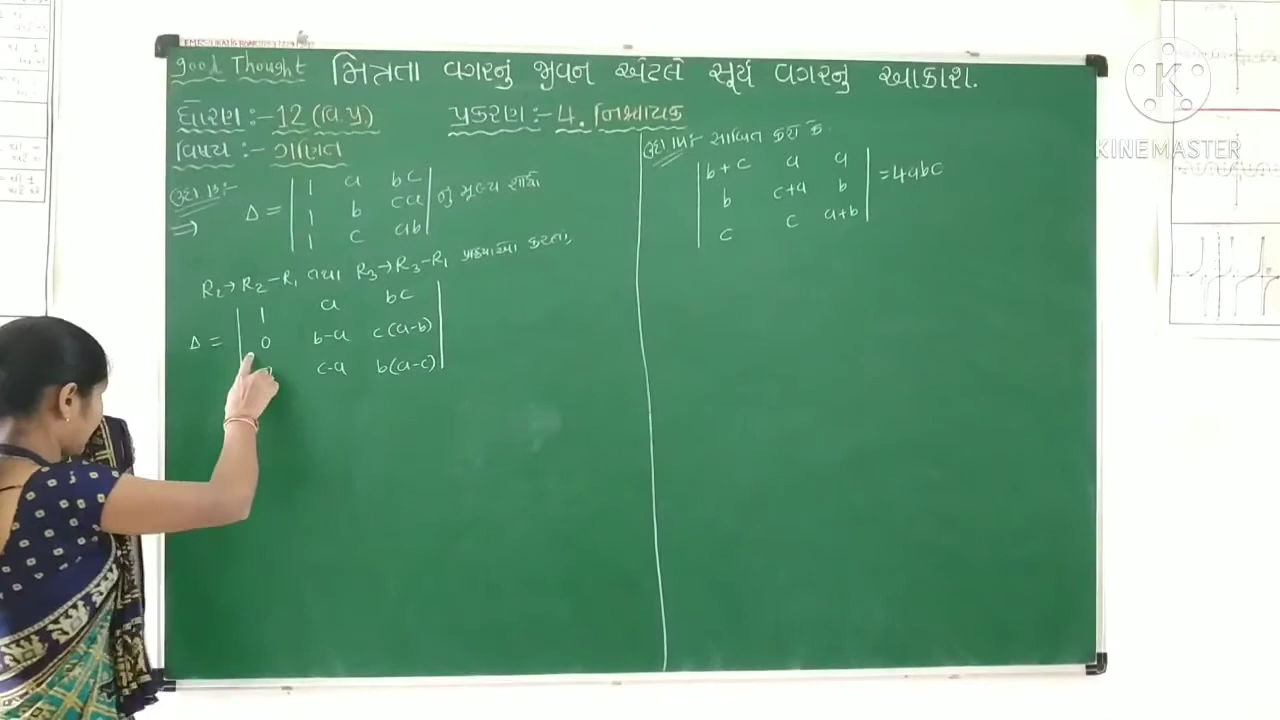 good Thought મિત્રતા વગરનું જીવન એટલે સૂર્ય વગરનું આકાશ.
ધોરણ :- 12 (વિ.પ્ર) પ્રકરણ :- 4. નિશ્ચાયક
વિષય :- ગણિત
ઉદા 13:-
Δ = | 1 a bc |
| 1 b ca | નું મૂલ્ય શોધો
| 1 c ab |
⇒
R2→R2-R1 તથા R3→R3-R1 કરતા,
Δ = | 1 a bc |
| 0 b-a c(a-b) |
c-a b(a-c) |
ઉદા 14:- સાબિત કરો કે
| b+c a a |
| b c+a b | = 4abc
| c c a+b |
K
KINEMASTER